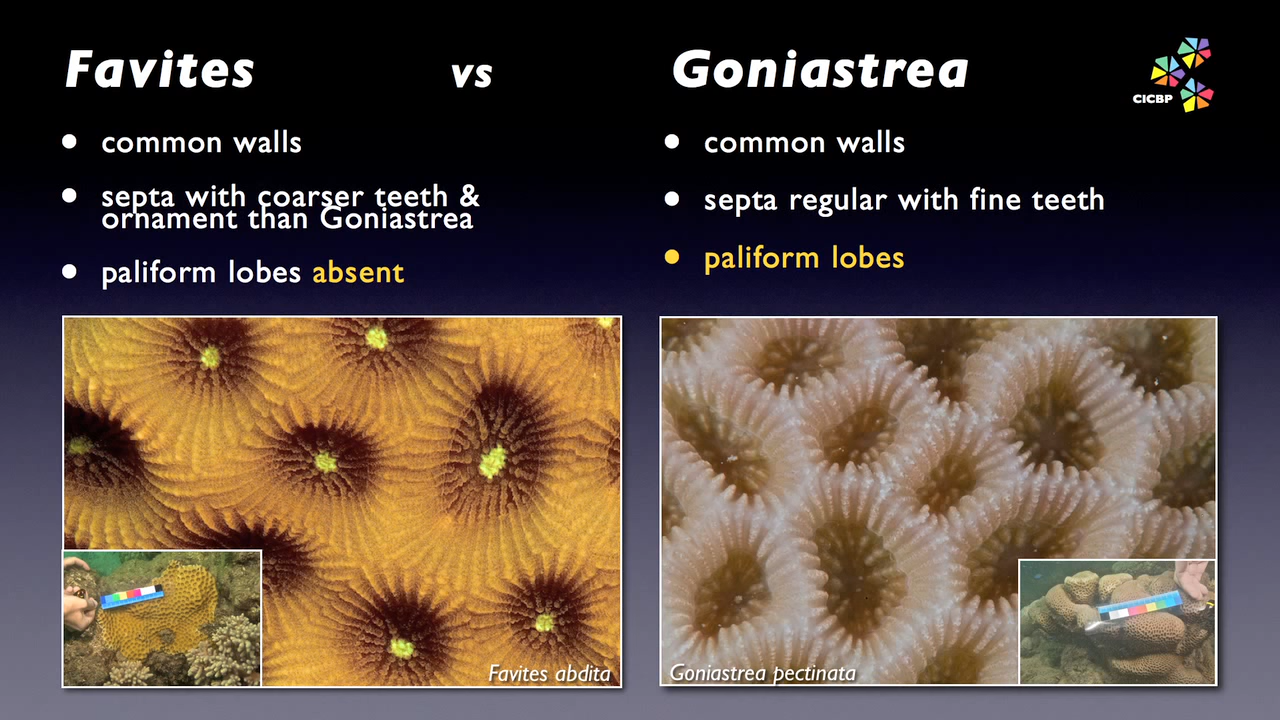 Favites vs Goniastrea
CICBP
• common walls
• septa with coarser teeth &
ornament than Goniastrea
• paliform lobes absent
• common walls
• septa regular with fine teeth
• paliform lobes
Favites abdita
Goniastrea pectinata